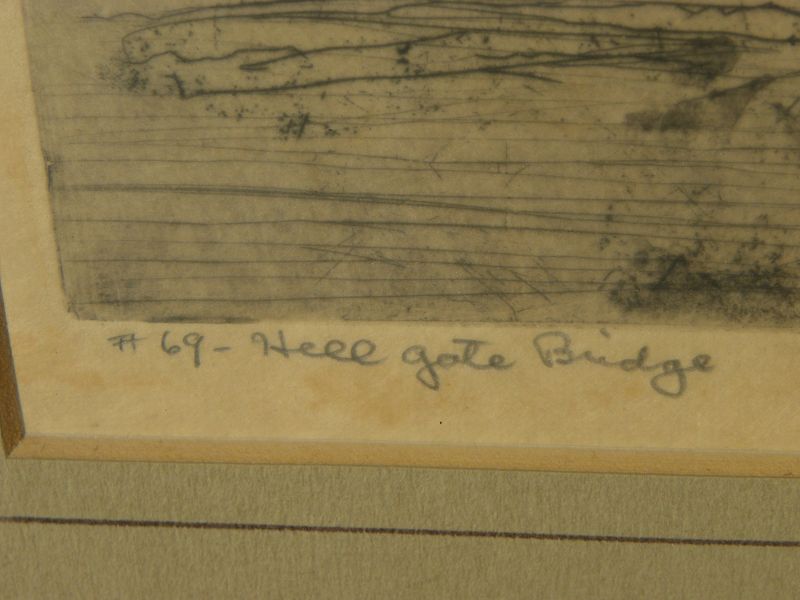 # 69 - Hell Gate Bridge